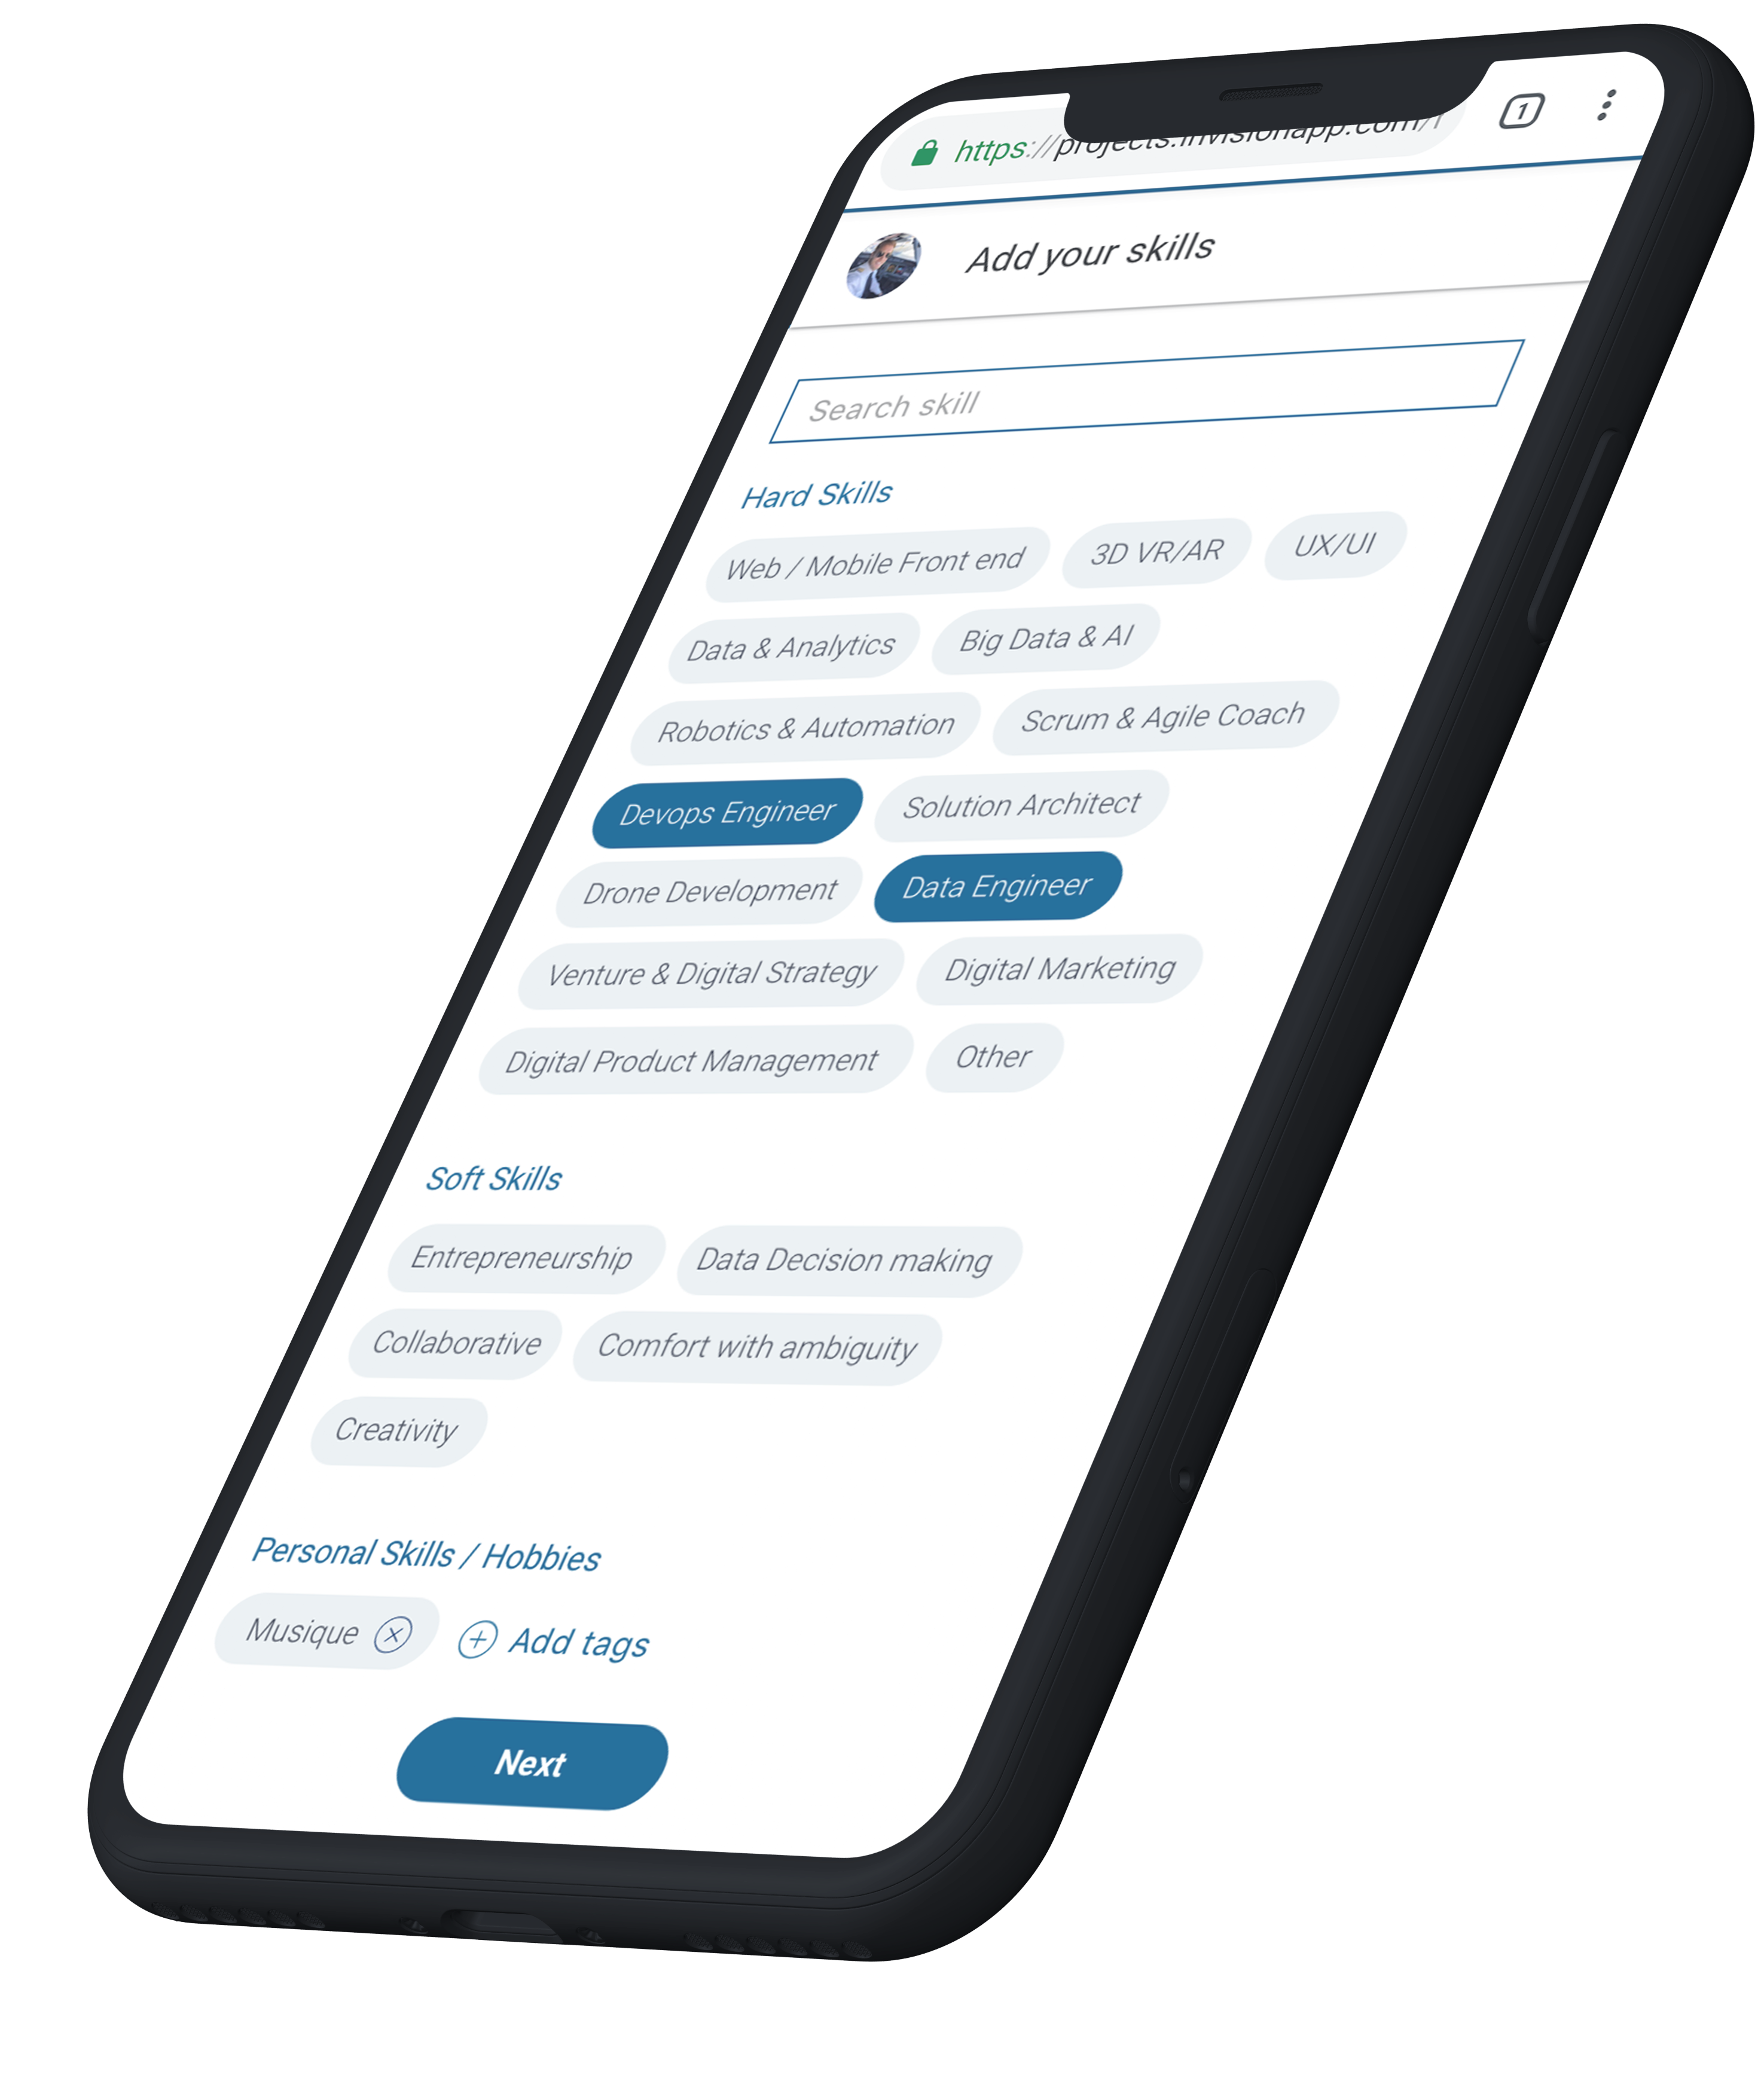 https://projects.invisionapp.com/
1
Add your skills
Search skill
Hard Skills
Web / Mobile Front end 3D VR/AR UX/UI
Data & Analytics Big Data & AI
Robotics & Automation Scrum & Agile Coach
Devops Engineer Solution Architect
Drone Development Data Engineer
Venture & Digital Strategy Digital Marketing
Digital Product Management Other
Soft Skills
Entrepreneurship Data Decision making
Collaborative Comfort with ambiguity
Creativity
Personal Skills / Hobbies
Musique Add tags
Next